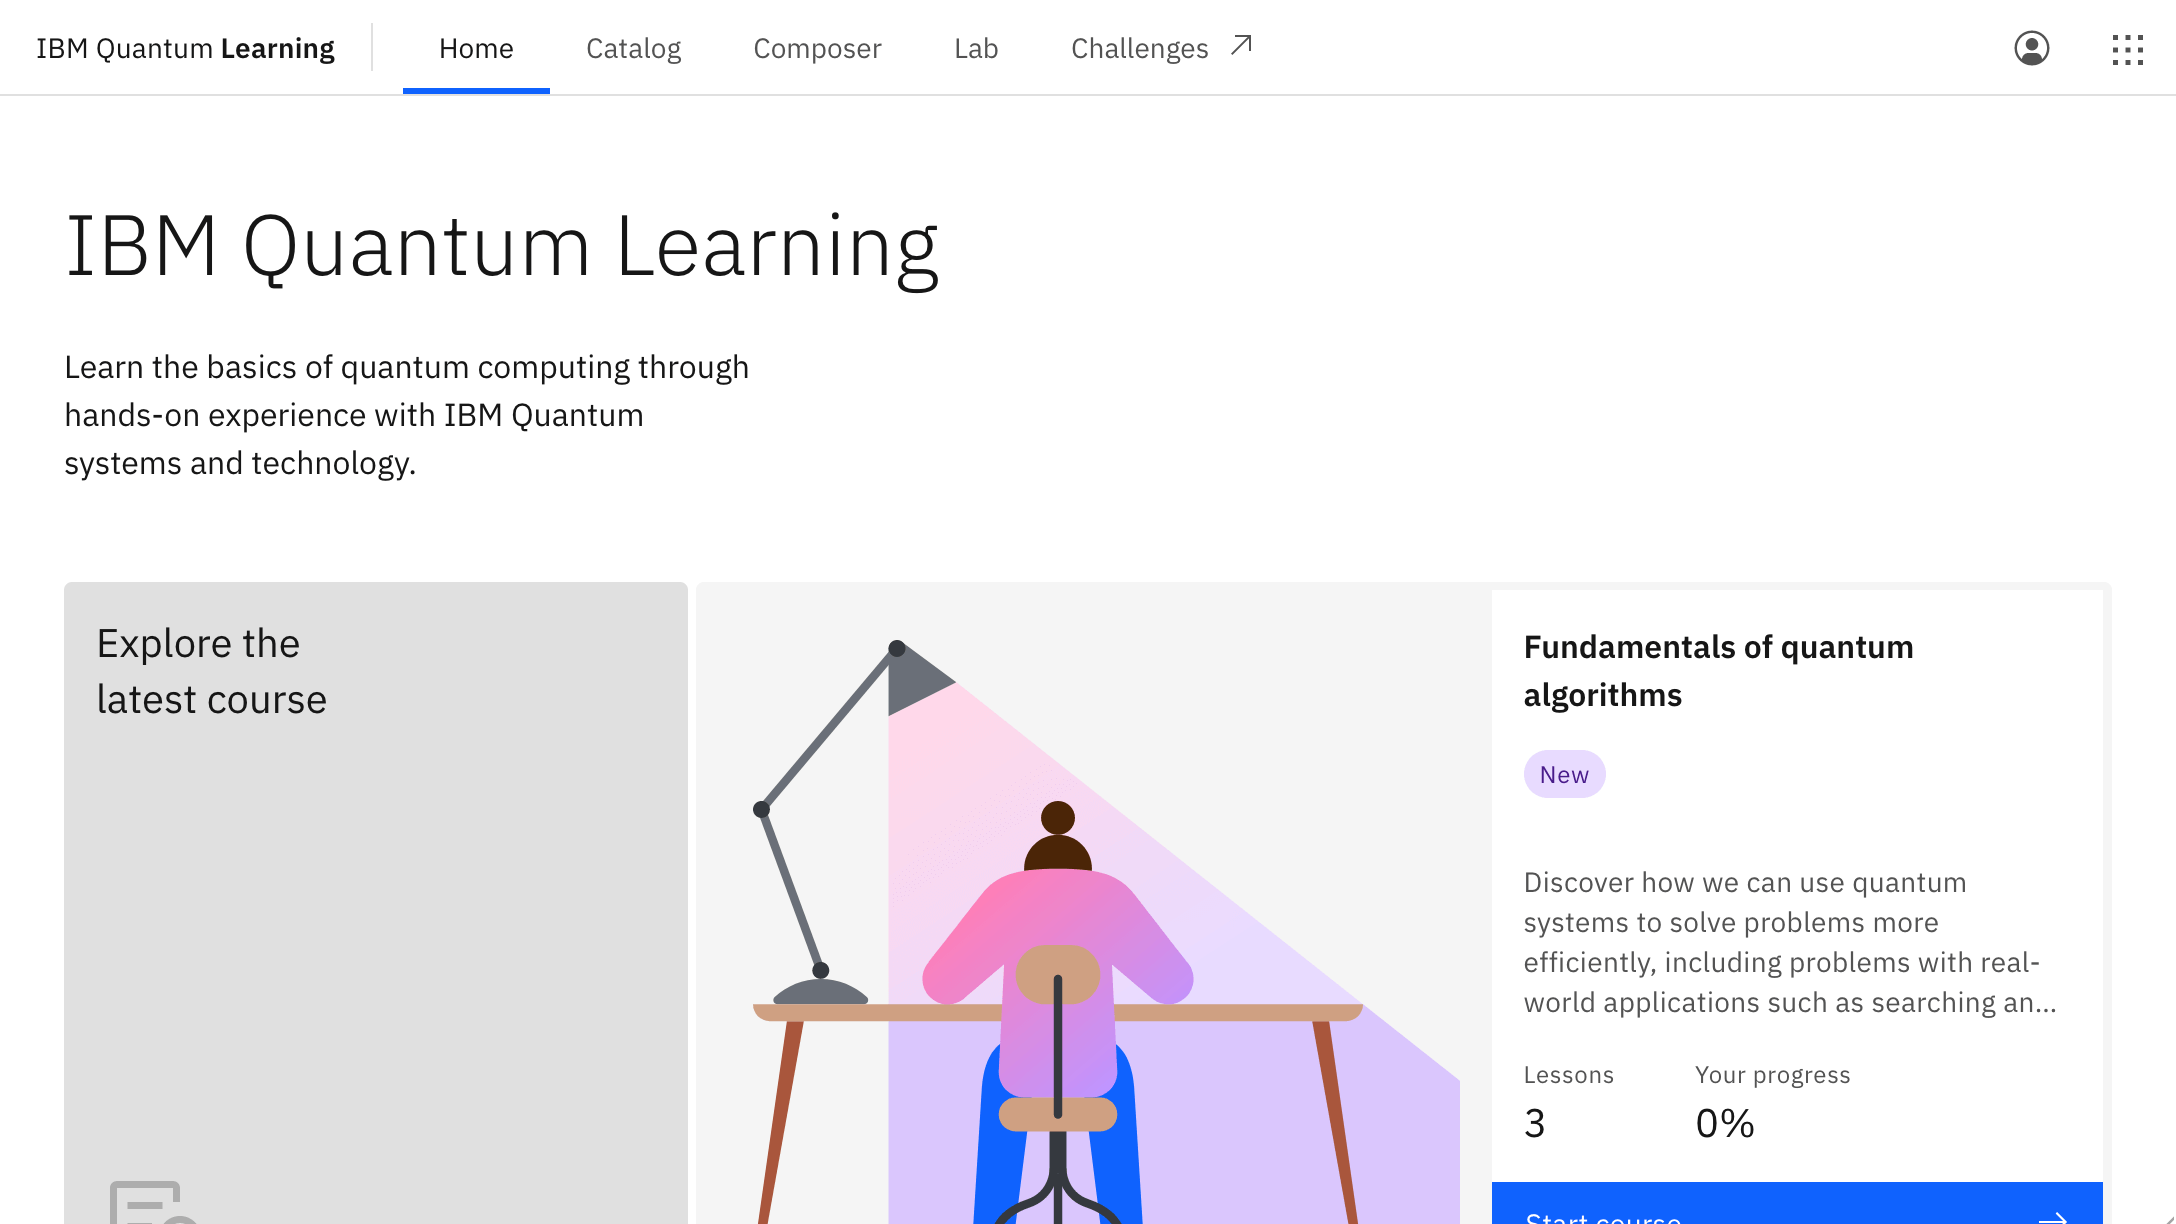 IBM Quantum Learning
Home
Catalog
Composer
Lab
Challenges
IBM Quantum Learning
Learn the basics of quantum computing through
hands-on experience with IBM Quantum
systems and technology.
Explore the
latest course
Fundamentals of quantum
algorithms
New
Discover how we can use quantum
systems to solve problems more
efficiently, including problems with real-
world applications such as searching an...
Lessons
Your progress
3
0%
Start course